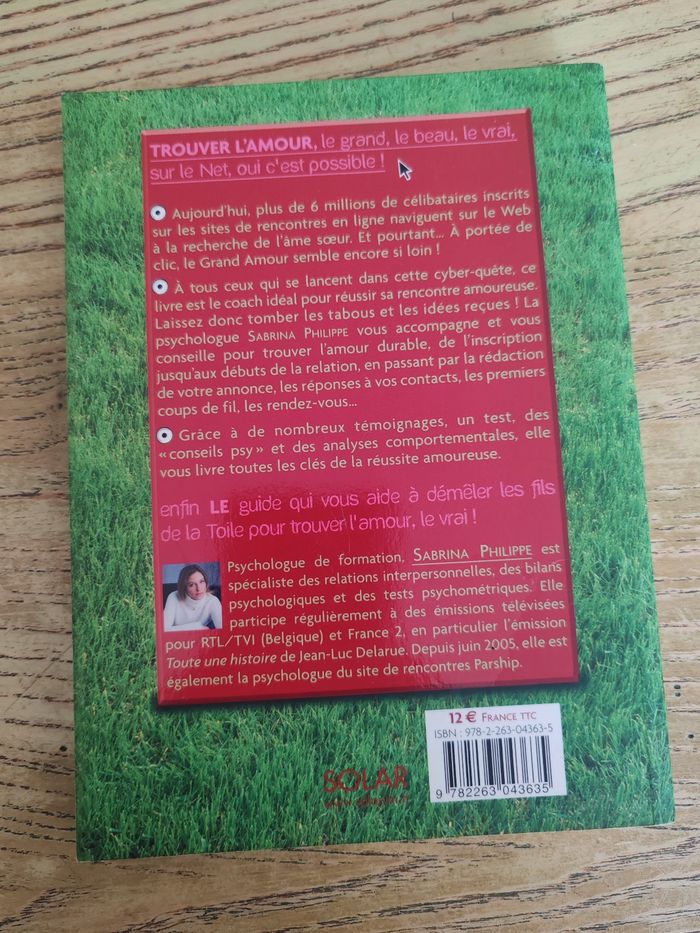 TROUVER L'AMOUR, le grand, le beau, le vrai,
sur le Net, oui c'est possible !
Aujourd'hui, plus de 6 millions de célibataires inscrits
sur les sites de rencontres en ligne naviguent sur le Web
à la recherche de l'âme sœur. Et pourtant... À portée de
clic, le Grand Amour semble encore si loin !
À tous ceux qui se lancent dans cette cyber-quête, ce
livre est le coach idéal pour réussir sa rencontre amoureuse.
Laissez donc tomber les tabous et les idées reçues ! La
psychologue SABRINA PHILIPPE vous accompagne et vous
conseille pour trouver l'amour durable, de l'inscription
jusqu'aux débuts de la relation, en passant par la rédaction
de votre annonce, les réponses à vos contacts, les premiers
coups de fil, les rendez-vous...
Grâce à de nombreux témoignages, un test, des
« conseils psy » et des analyses comportementales, elle
vous livre toutes les clés de la réussite amoureuse.
enfin LE guide qui vous aide à démêler les fils
de la Toile pour trouver l'amour, le vrai !
Psychologue de formation, SABRINA PHILIPPE est
spécialiste des relations interpersonnelles, des bilans
psychologiques et des tests psychométriques. Elle
participe régulièrement à des émissions télévisées
pour RTL/TVI (Belgique) et France 2, en particulier l'émission
Toute une histoire de Jean-Luc Delarue. Depuis juin 2005, elle est
également la psychologue du site de rencontres Parship.
12 € FRANCE TTC
ISBN : 978-2-263-04363-5
9 782263 043635
SOLAR